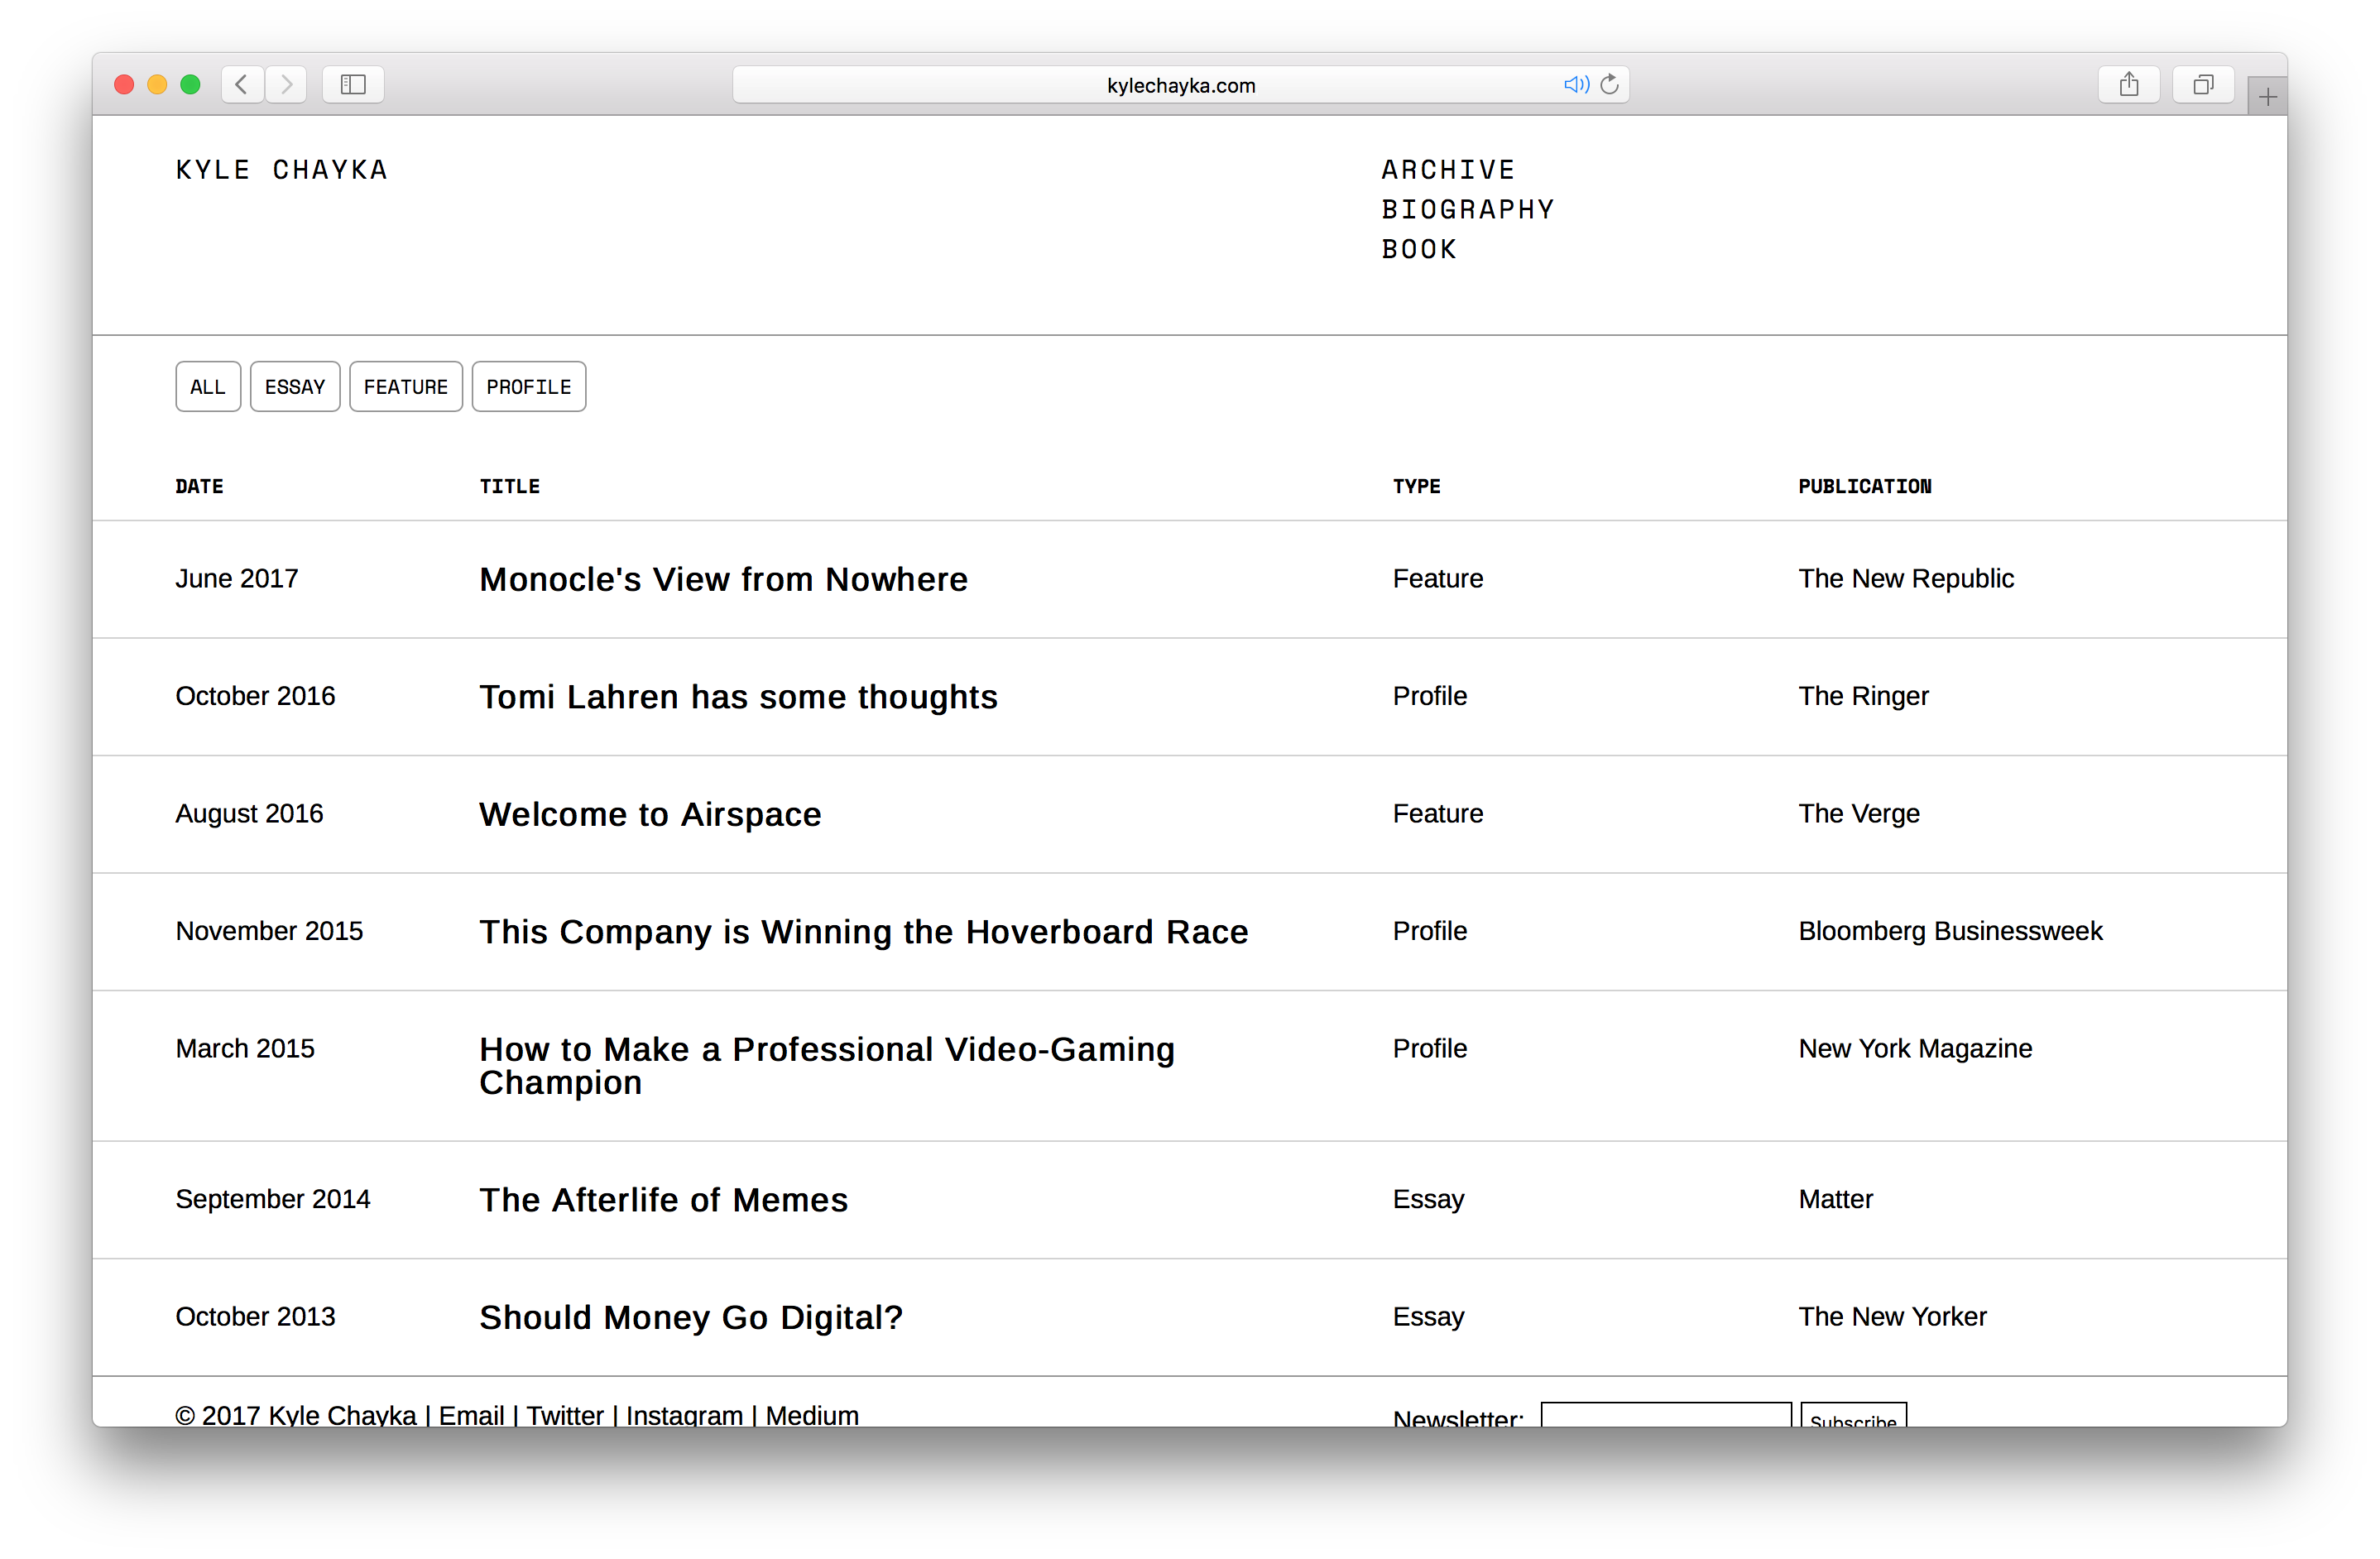 kylechayka.com
KYLE CHAYKA
ARCHIVE
BIOGRAPHY
BOOK
ALL ESSAY FEATURE PROFILE
DATE TITLE TYPE PUBLICATION
June 2017 Monocle's View from Nowhere Feature The New Republic
October 2016 Tomi Lahren has some thoughts Profile The Ringer
August 2016 Welcome to Airspace Feature The Verge
November 2015 This Company is Winning the Hoverboard Race Profile Bloomberg Businessweek
March 2015 How to Make a Professional Video-Gaming Profile New York Magazine
Champion
September 2014 The Afterlife of Memes Essay Matter
October 2013 Should Money Go Digital? Essay The New Yorker
© 2017 Kyle Chayka | Email | Twitter | Instagram | Medium Newsletter: Subscribe